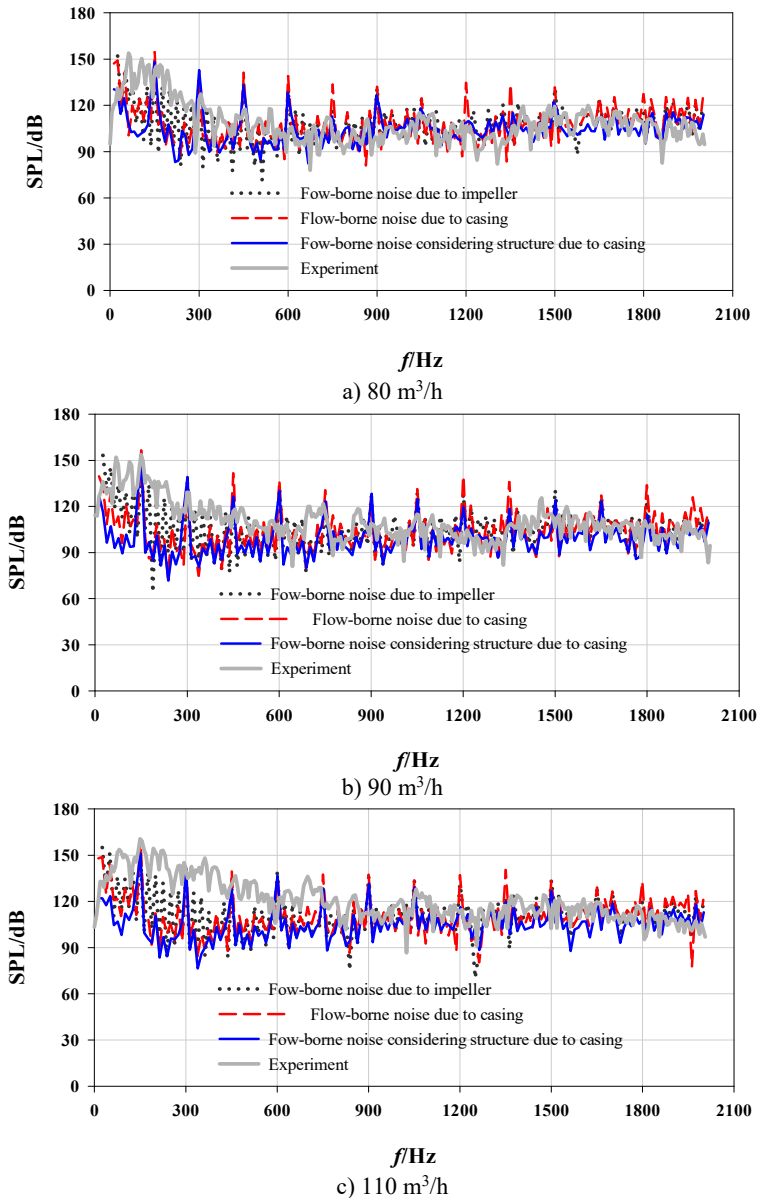 180
150
120
90
60
30
0
SPL/dB
Fow-borne noise due to impeller
Flow-borne noise due to casing
Fow-borne noise considering structure due to casing
Experiment
0 300 600 900 1200 1500 1800 2100
f/Hz
a) 80 m³/h
180
150
120
90
60
30
0
SPL/dB
Fow-borne noise due to impeller
Flow-borne noise due to casing
Fow-borne noise considering structure due to casing
Experiment
0 300 600 900 1200 1500 1800 2100
f/Hz
b) 90 m³/h
180
150
120
90
60
30
0
SPL/dB
Fow-borne noise due to impeller
Flow-borne noise due to casing
Fow-borne noise considering structure due to casing
Experiment
0 300 600 900 1200 1500 1800 2100
f/Hz
c) 110 m³/h